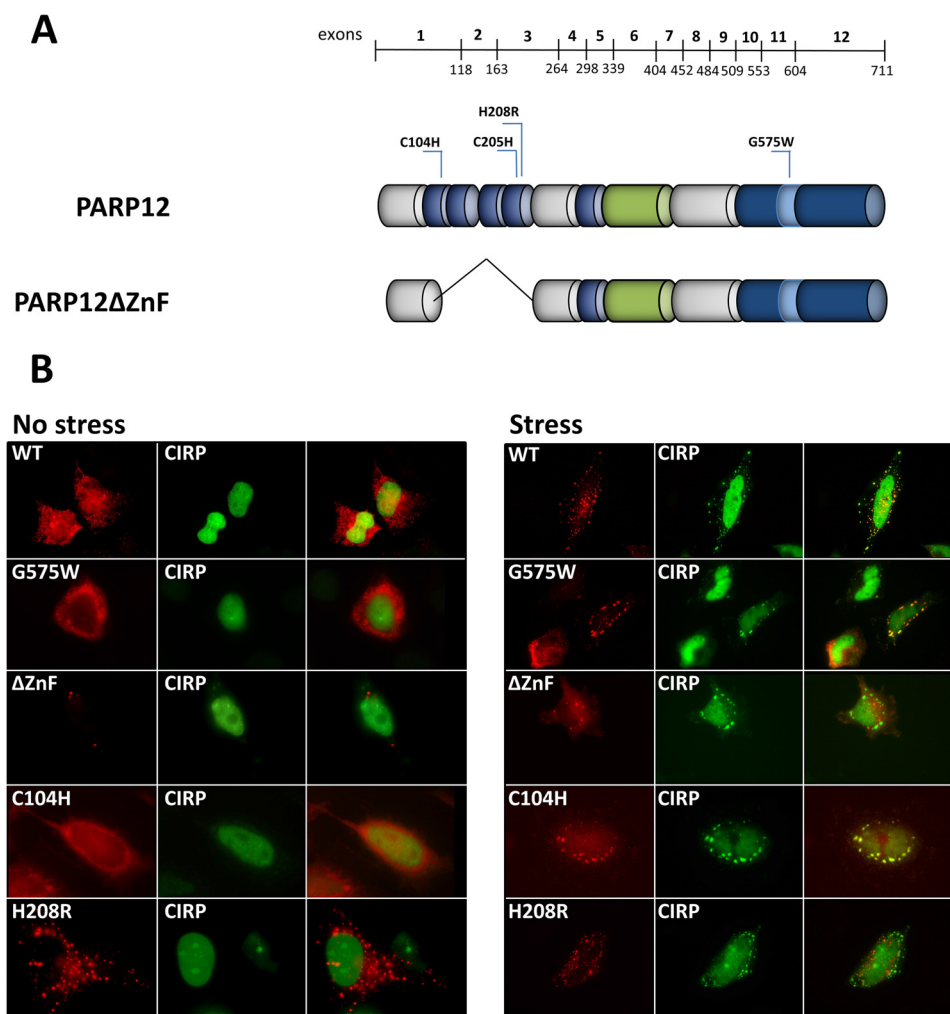 A
exons 1 2 3 4 5 6 7 8 9 10 11 12
118 163 264 298 339 404 452 484 509 553 604 711
H208R
C104H C205H G575W
PARP12
PARP12ΔZnF
B
No stress Stress
WT CIRP WT CIRP
G575W CIRP G575W CIRP
ΔZnF CIRP ΔZnF CIRP
C104H CIRP C104H CIRP
H208R CIRP H208R CIRP